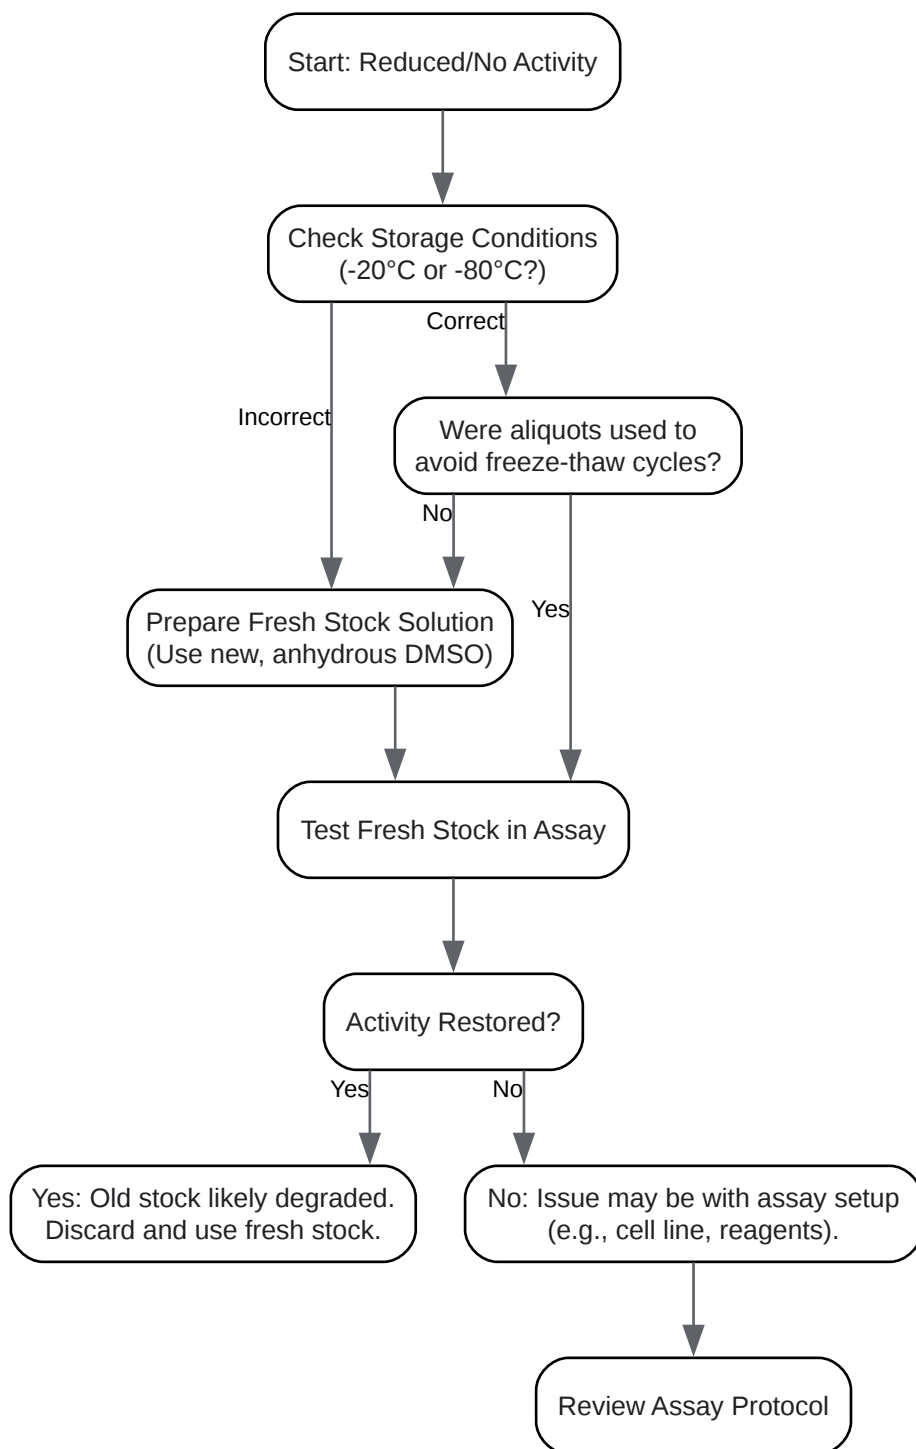 Start: Reduced/No Activity
Check Storage Conditions
(-20°C or -80°C?)
Correct
Incorrect
Were aliquots used to
avoid freeze-thaw cycles?
No
Yes
Prepare Fresh Stock Solution
(Use new, anhydrous DMSO)
Test Fresh Stock in Assay
Activity Restored?
Yes
No
Yes: Old stock likely degraded.
Discard and use fresh stock.
No: Issue may be with assay setup
(e.g., cell line, reagents).
Review Assay Protocol